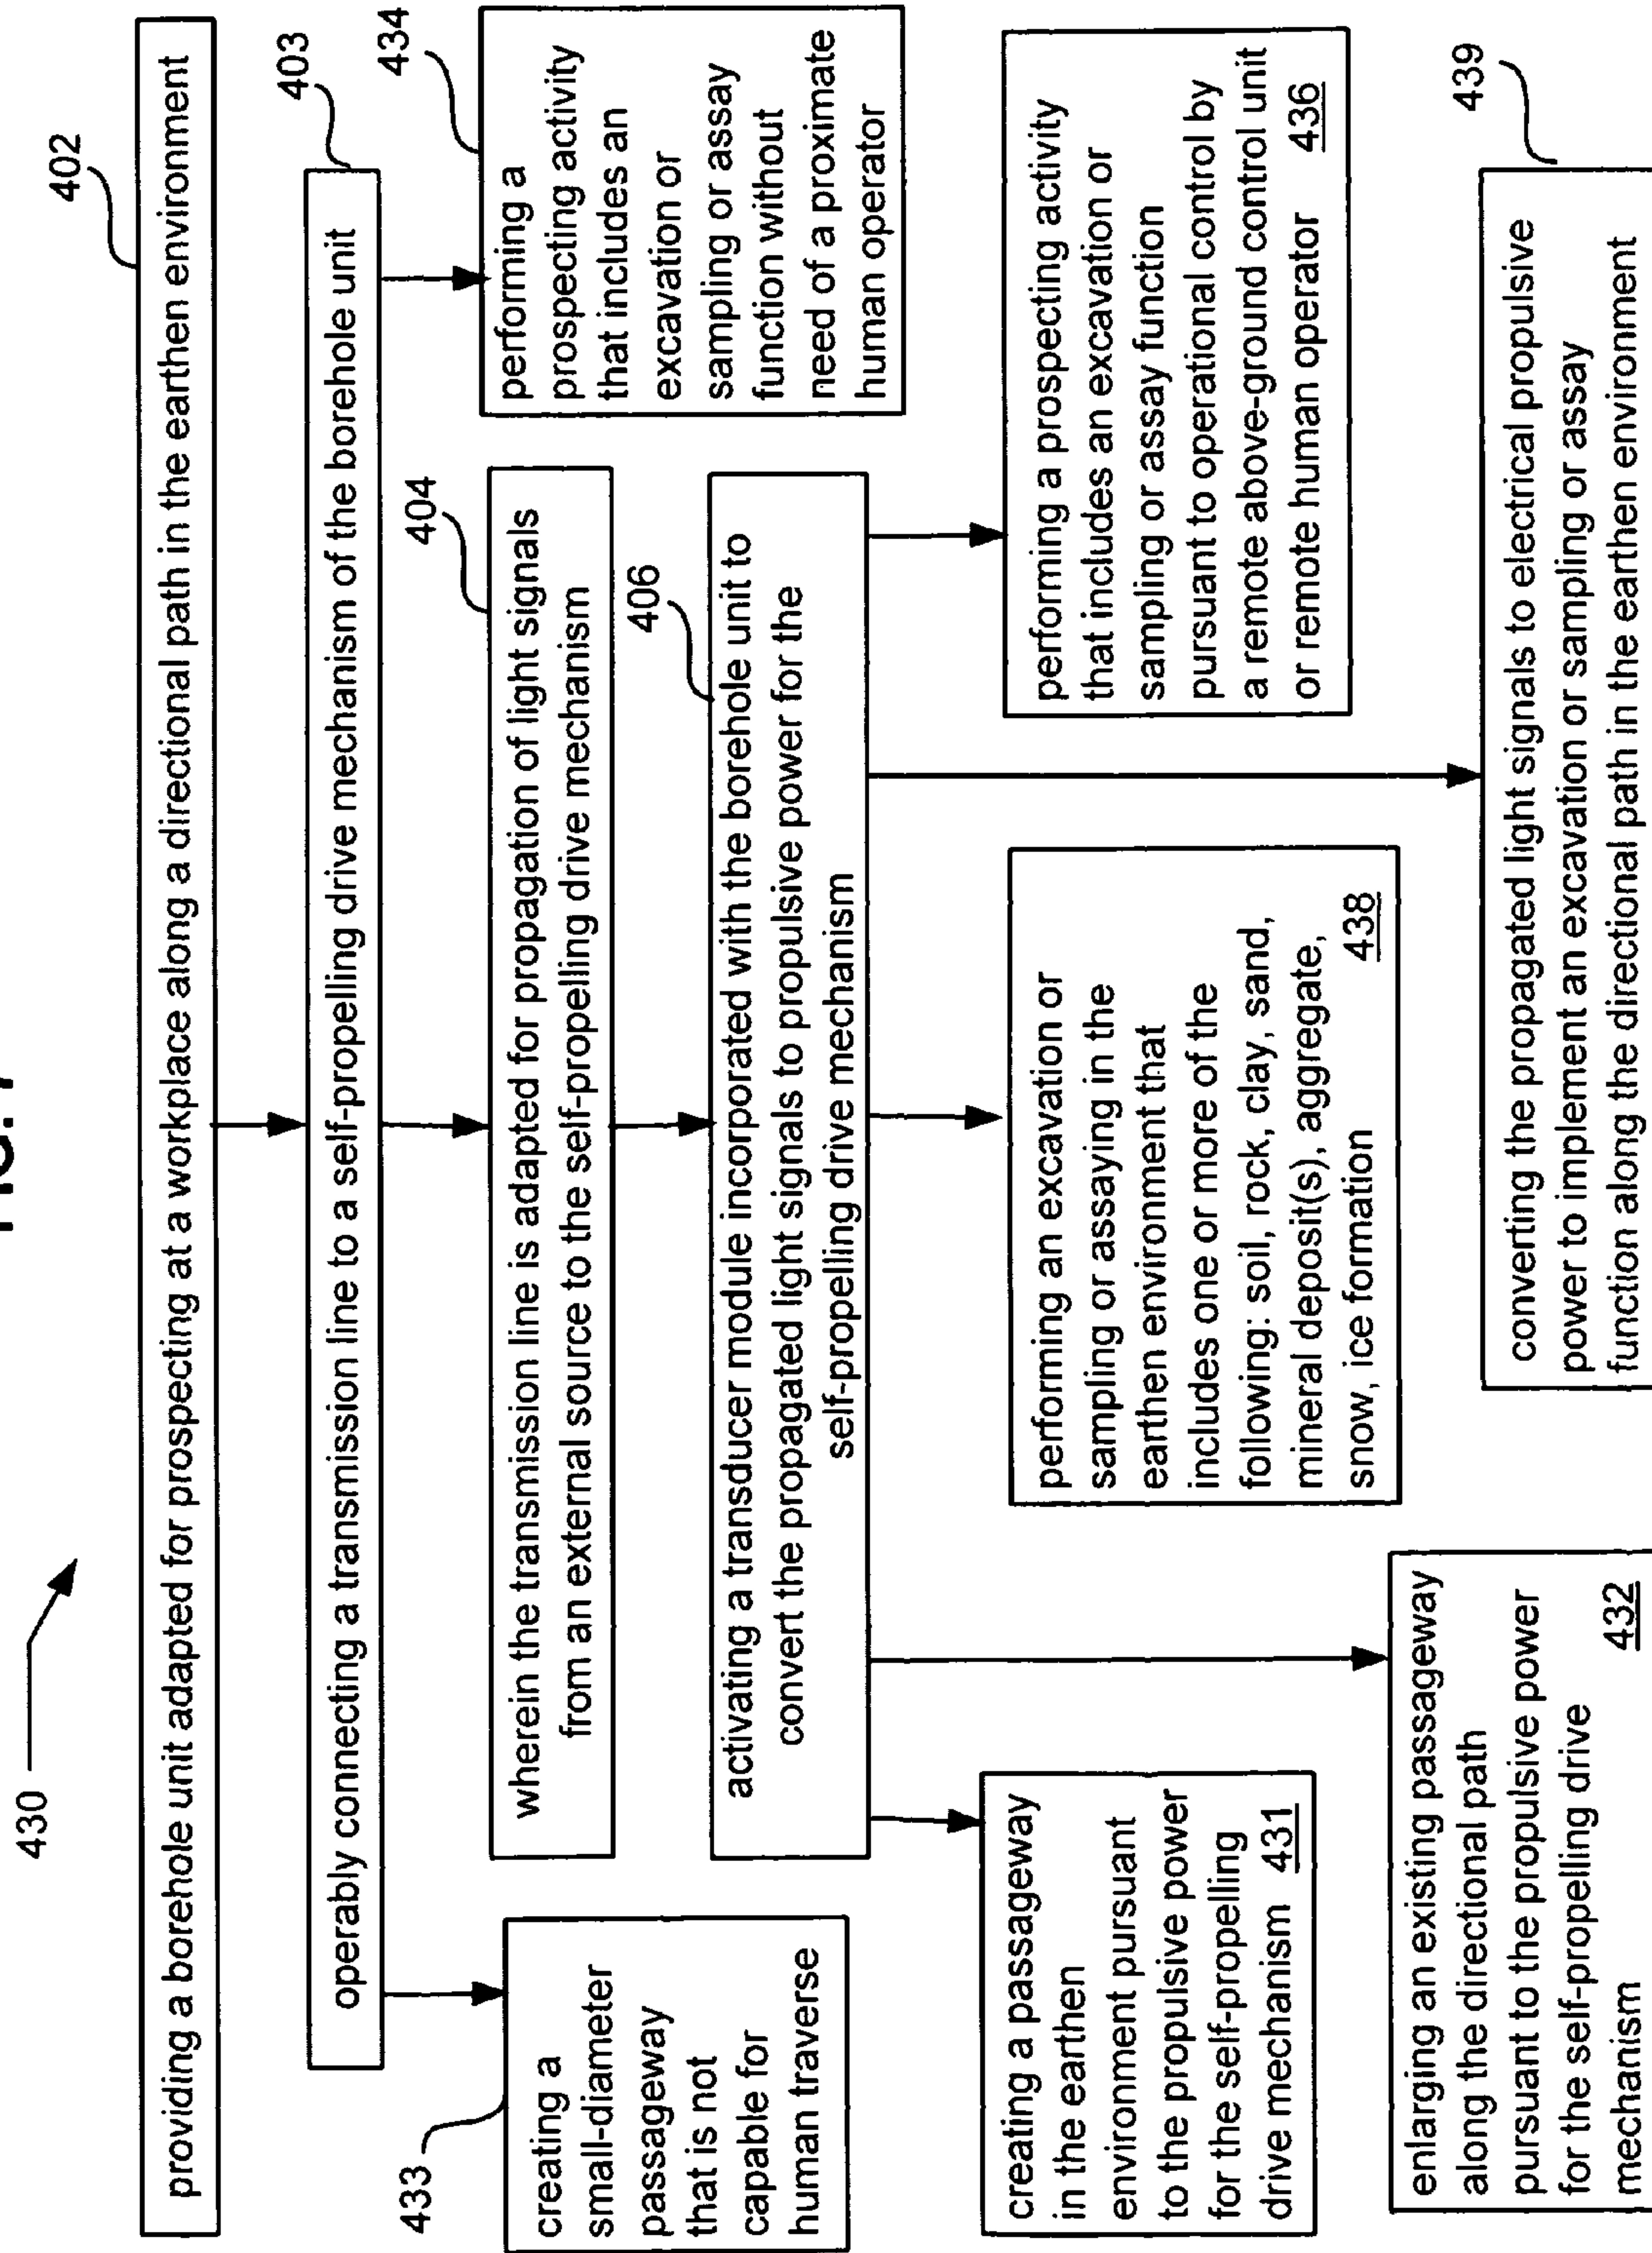 430
402
providing a borehole unit adapted for prospecting at a workplace along a directional path in the earthen environment
403
operably connecting a transmission line to a self-propelling drive mechanism of the borehole unit
433
creating a
small-diameter
passageway
that is not
capable for
human traverse
404
wherein the transmission line is adapted for propagation of light signals
from an external source to the self-propelling drive mechanism
434
performing a
prospecting activity
that includes an
excavation or
sampling or assay
function without
need of a proximate
human operator
406
activating a transducer module incorporated with the borehole unit to
convert the propagated light signals to propulsive power for the
self-propelling drive mechanism
creating a passageway
in the earthen
environment pursuant
to the propulsive power
for the self-propelling
drive mechanism 431
performing an excavation or
sampling or assaying in the
earthen environment that
includes one or more of the
following: soil, rock, clay, sand,
mineral deposit(s), aggregate,
snow, ice formation 438
performing a prospecting activity
that includes an excavation or
sampling or assay function
pursuant to operational control by
a remote above-ground control unit
or remote human operator 436
enlarging an existing passageway
along the directional path
pursuant to the propulsive power
for the self-propelling drive
mechanism 432
439
converting the propagated light signals to electrical propulsive
power to implement an excavation or sampling or assay
function along the directional path in the earthen environment